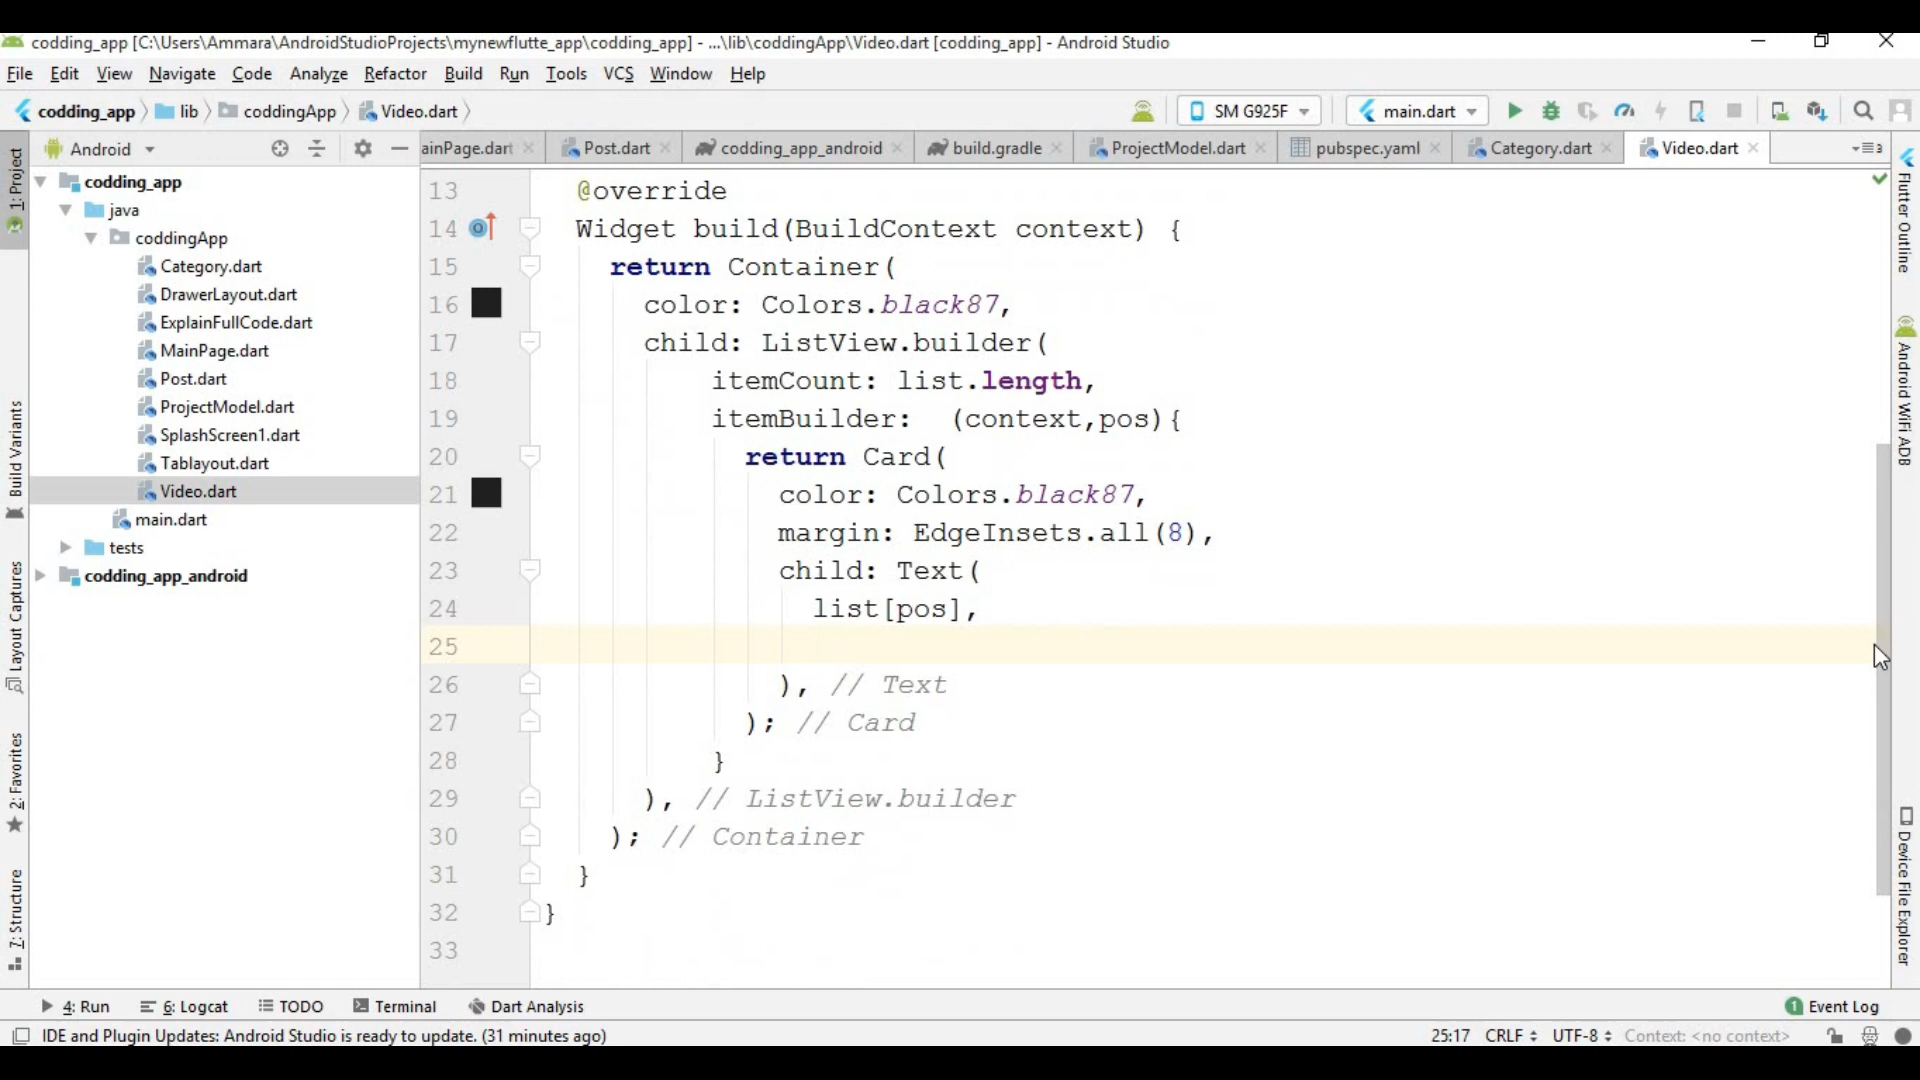 codding_app [C:\Users\Ammara\AndroidStudioProjects\mynewflutte_app\codding_app] - ...\lib\coddingApp\Video.dart [codding_app] - Android Studio
File Edit View Navigate Code Analyze Refactor Build Run Tools VCS Window Help
codding_app lib coddingApp Video.dart SM G925F main.dart
Android ainPage.dart Post.dart codding_app_android build.gradle ProjectModel.dart pubspec.yaml Category.dart Video.dart 3
1: Project
Build Variants
Layout Captures
2: Favorites
7: Structure
codding_app
java
coddingApp
Category.dart
DrawerLayout.dart
ExplainFullCode.dart
MainPage.dart
Post.dart
ProjectModel.dart
SplashScreen1.dart
Tablayout.dart
Video.dart
main.dart
tests
codding_app_android
13 @override
14 Widget build(BuildContext context) {
15 return Container(
16 color: Colors.black87,
17 child: ListView.builder(
18 itemCount: list.length,
19 itemBuilder: (context,pos){
20 return Card(
21 color: Colors.black87,
22 margin: EdgeInsets.all(8),
23 child: Text(
24 list[pos],
25
26 ), // Text
27 ); // Card
28 }
29 ), // ListView.builder
30 ); // Container
31 }
32 }
33
Flutter Outline
Android WiFi ADB
Device File Explorer
4: Run 6: Logcat TODO Terminal Dart Analysis 1 Event Log
IDE and Plugin Updates: Android Studio is ready to update. (31 minutes ago) 25:17 CRLF UTF-8 Context: <no context>